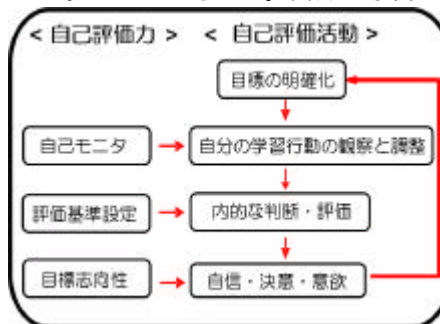 ＜自己評価力＞ ＜自己評価活動＞
目標の明確化
自己モニタ 自分の学習行動の観察と調整
評価基準設定 内的な判断・評価
目標志向性 自信・決意・意欲